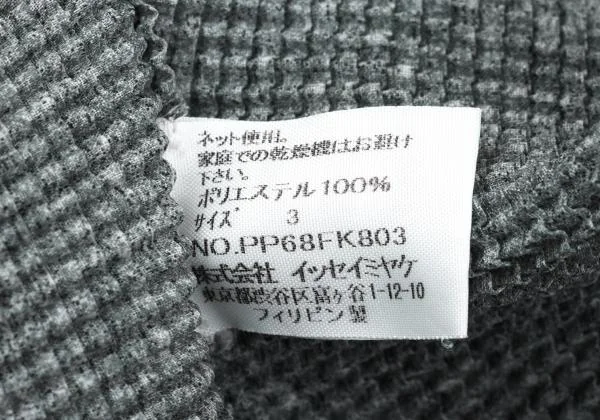 ネット使用。
家庭での乾燥機はお避け
下さい。
ポリエステル100%
サイズ 3
NO.PP68FK803
株式会社 イッセイミヤケ
東京都渋谷区富ヶ谷1-12-10
フィリピン製